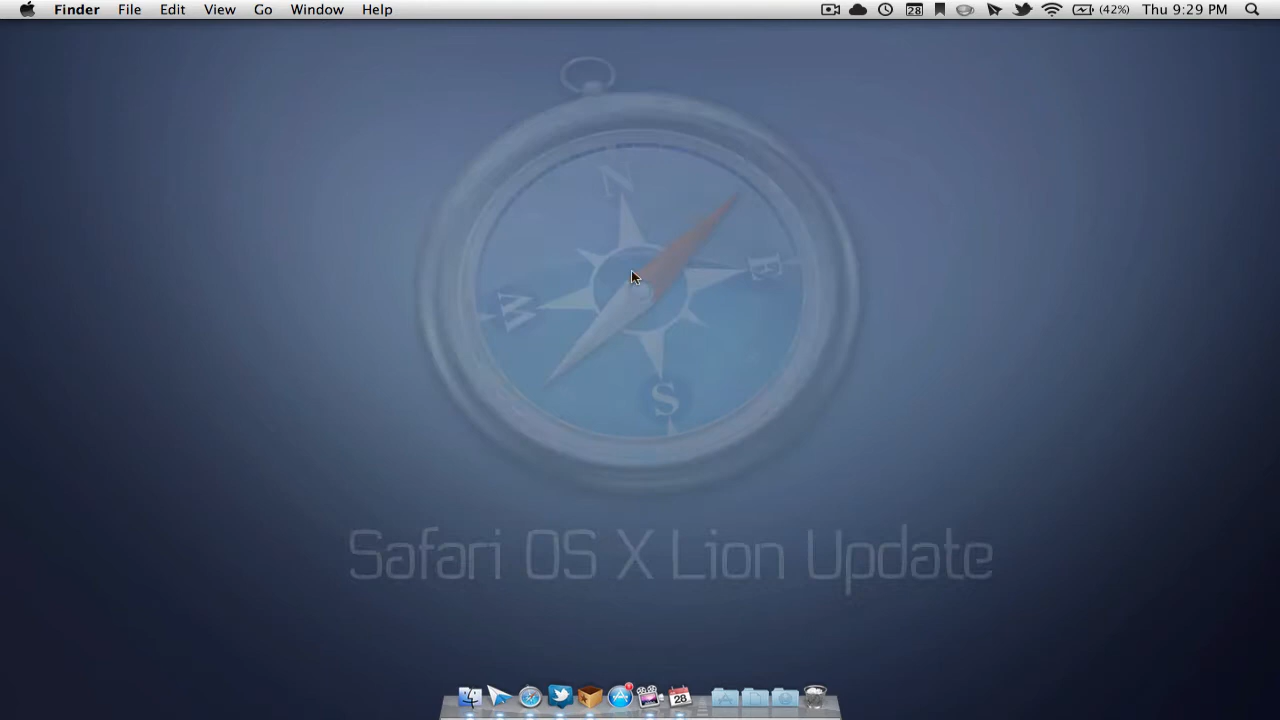 Finder File Edit View Go Window Help 28 (42%) Thu 9:29 PM
N
E
W
S
Safari OS X Lion Update
28